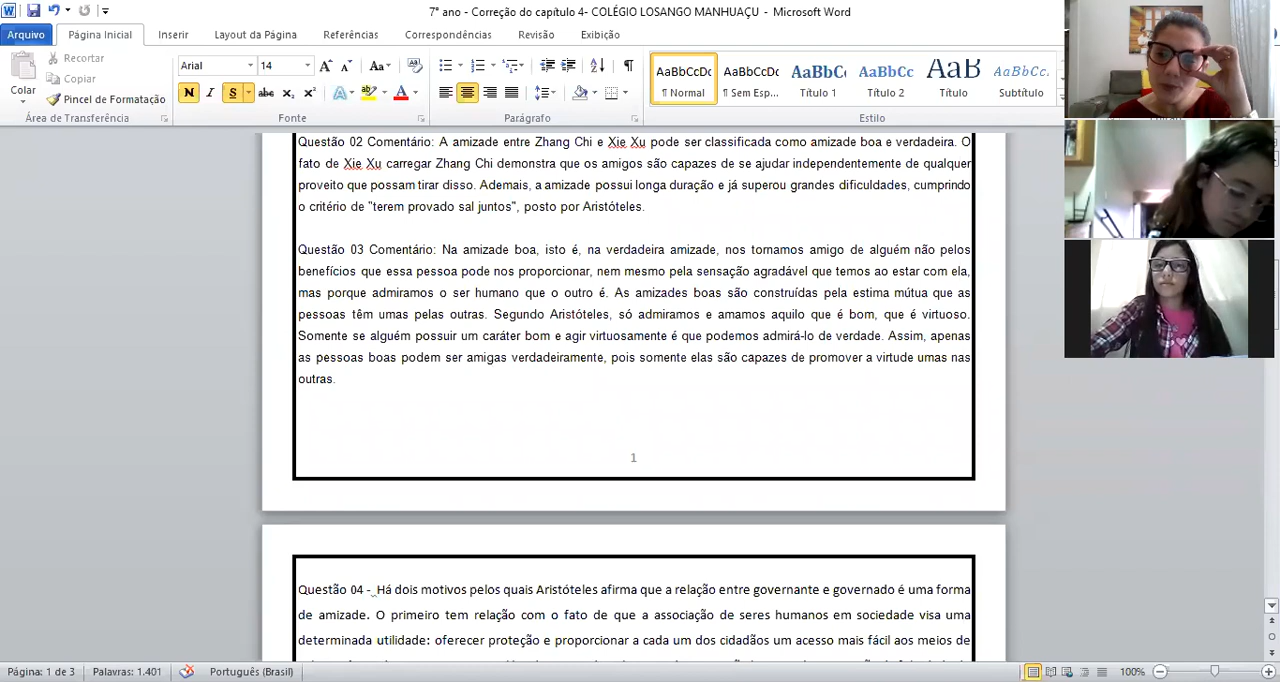 7° ano - Correção do capítulo 4- COLÉGIO LOSANGO MANHUAÇU - Microsoft Word
Arquivo Página Inicial Inserir Layout da Página Referências Correspondências Revisão Exibição
Recortar
Copiar
Colar
Pincel de Formatação
Arial 14
Aa
N I S abc x₂ x² A A
AaBbCcDc AaBbCcDc AaBbC AaBbCc AaB AaBbCc.
¶ Normal ¶ Sem Esp... Título 1 Título 2 Título Subtítulo
Área de Transferência Fonte Parágrafo Estilo
Questão 02 Comentário: A amizade entre Zhang Chi e Xie Xu pode ser classificada como amizade boa e verdadeira. O
fato de Xie Xu carregar Zhang Chi demonstra que os amigos são capazes de se ajudar independentemente de qualquer
proveito que possam tirar disso. Ademais, a amizade possui longa duração e já superou grandes dificuldades, cumprindo
o critério de "terem provado sal juntos", posto por Aristóteles.
Questão 03 Comentário: Na amizade boa, isto é, na verdadeira amizade, nos tornamos amigo de alguém não pelos
benefícios que essa pessoa pode nos proporcionar, nem mesmo pela sensação agradável que temos ao estar com ela,
mas porque admiramos o ser humano que o outro é. As amizades boas são construídas pela estima mútua que as
pessoas têm umas pelas outras. Segundo Aristóteles, só admiramos e amamos aquilo que é bom, que é virtuoso.
Somente se alguém possuir um caráter bom e agir virtuosamente é que podemos admirá-lo de verdade. Assim, apenas
as pessoas boas podem ser amigas verdadeiramente, pois somente elas são capazes de promover a virtude umas nas
outras.
1
Questão 04 - Há dois motivos pelos quais Aristóteles afirma que a relação entre governante e governado é uma forma
de amizade. O primeiro tem relação com o fato de que a associação de seres humanos em sociedade visa uma
determinada utilidade: oferecer proteção e proporcionar a cada um dos cidadãos um acesso mais fácil aos meios de
Página: 1 de 3 Palavras: 1.401 Português (Brasil) 100%